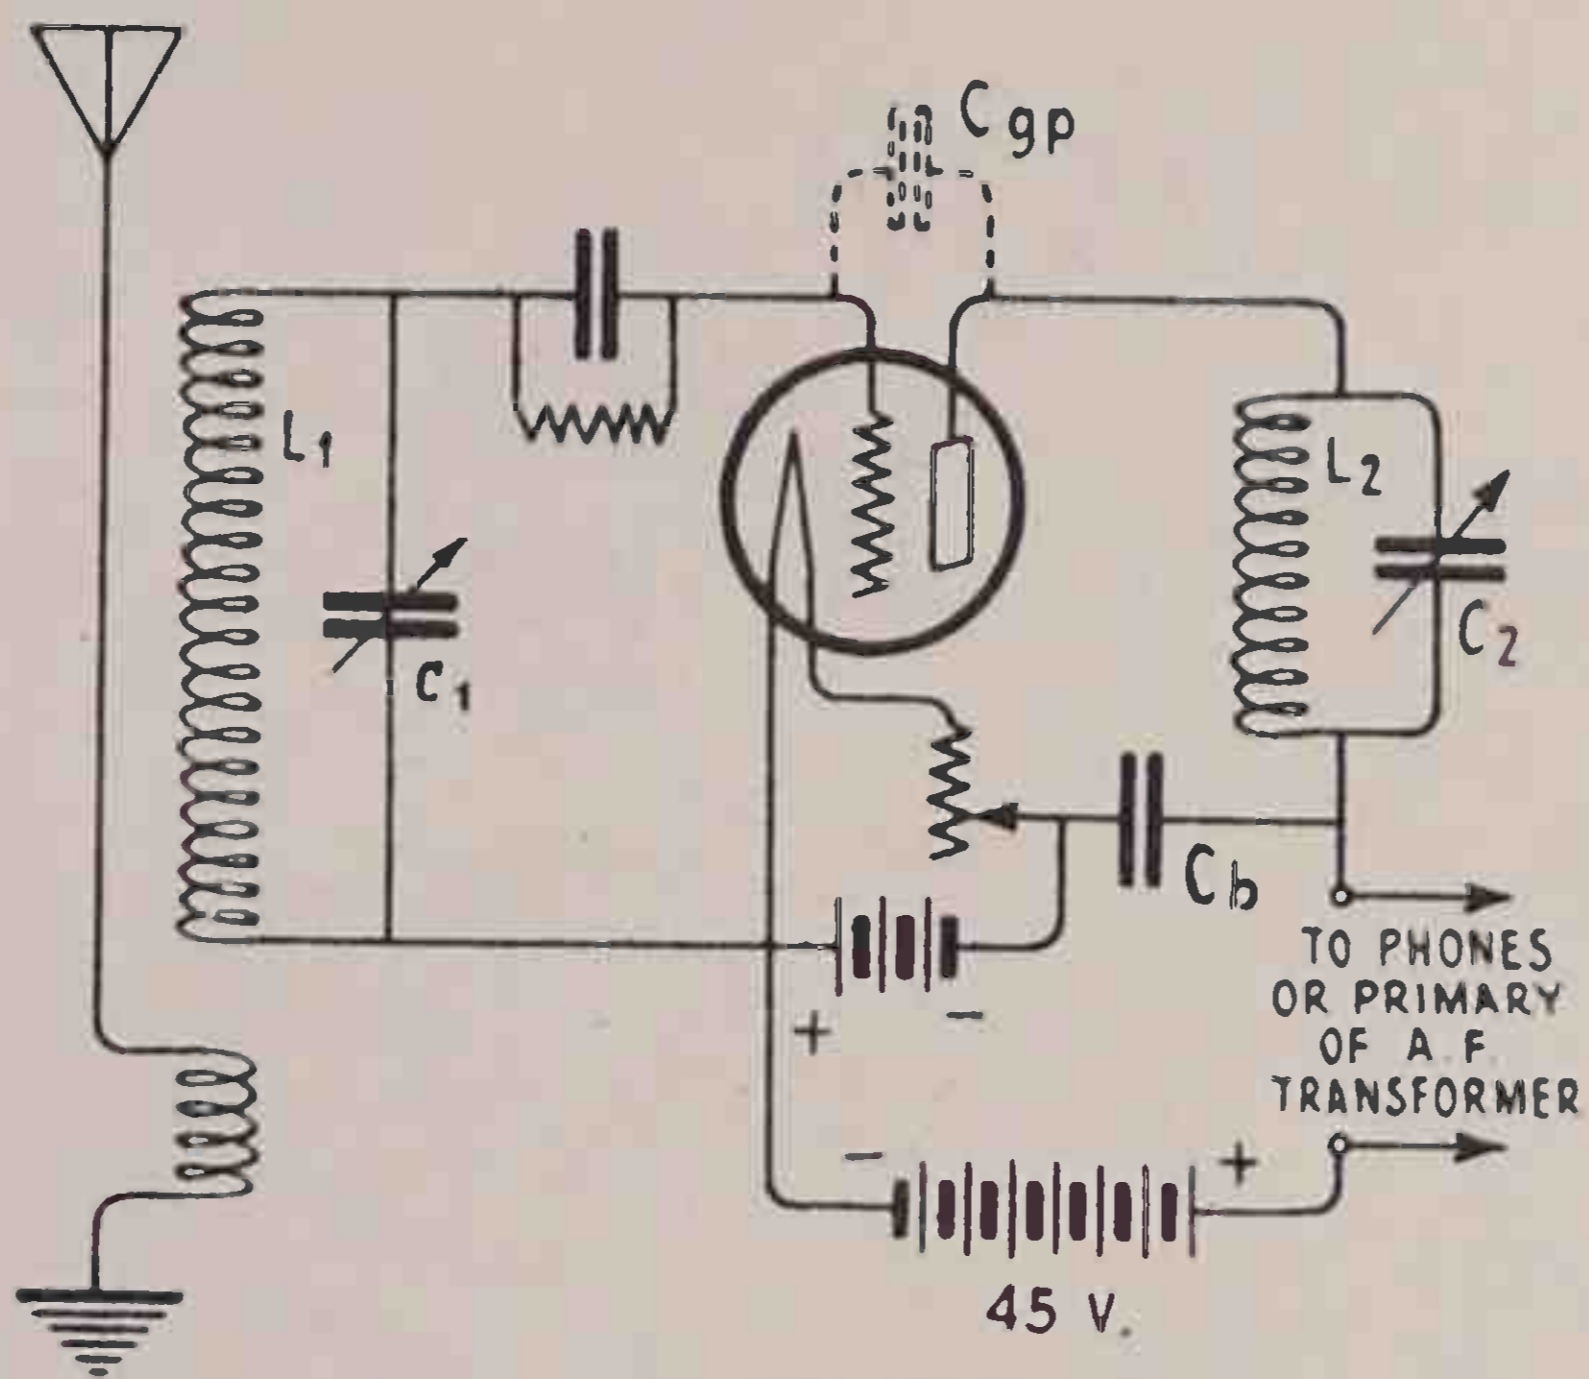 C gp
L1
L2
C1
C2
Cb
TO PHONES
OR PRIMARY
OF A.F.
TRANSFORMER
+ −
− +
45 V.